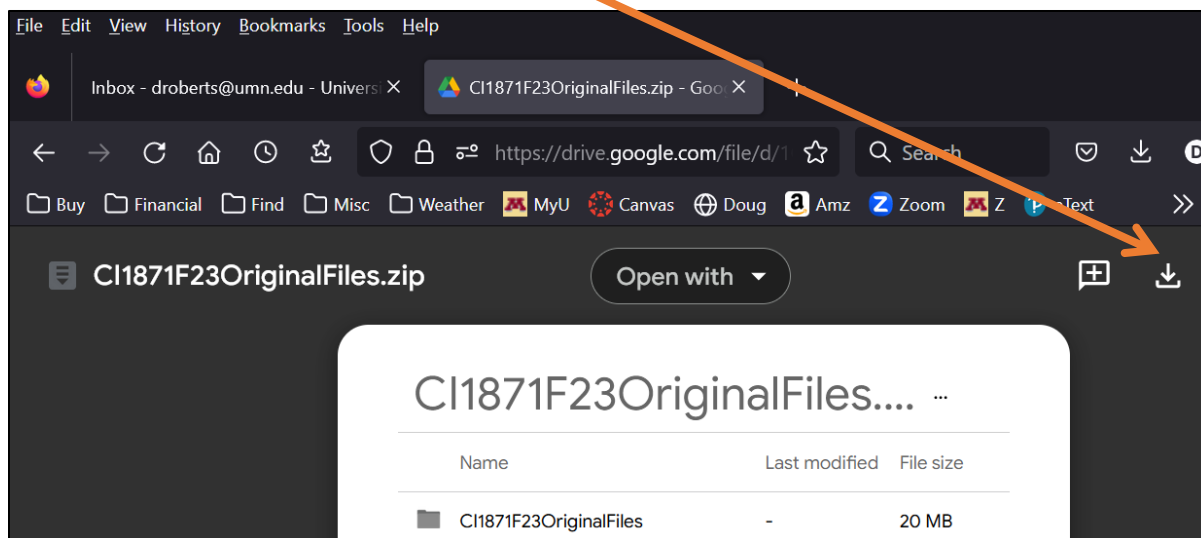 File Edit View History Bookmarks Tools Help
Inbox - droberts@umn.edu - Universi CI1871F23OriginalFiles.zip - Goo
https://drive.google.com/file/d/1 Search
Buy Financial Find Misc Weather MyU Canvas Doug a Amz Z Zoom M Z Text
CI1871F23OriginalFiles.zip Open with
CI1871F23OriginalFiles.... ...
Name Last modified File size
CI1871F23OriginalFiles - 20 MB